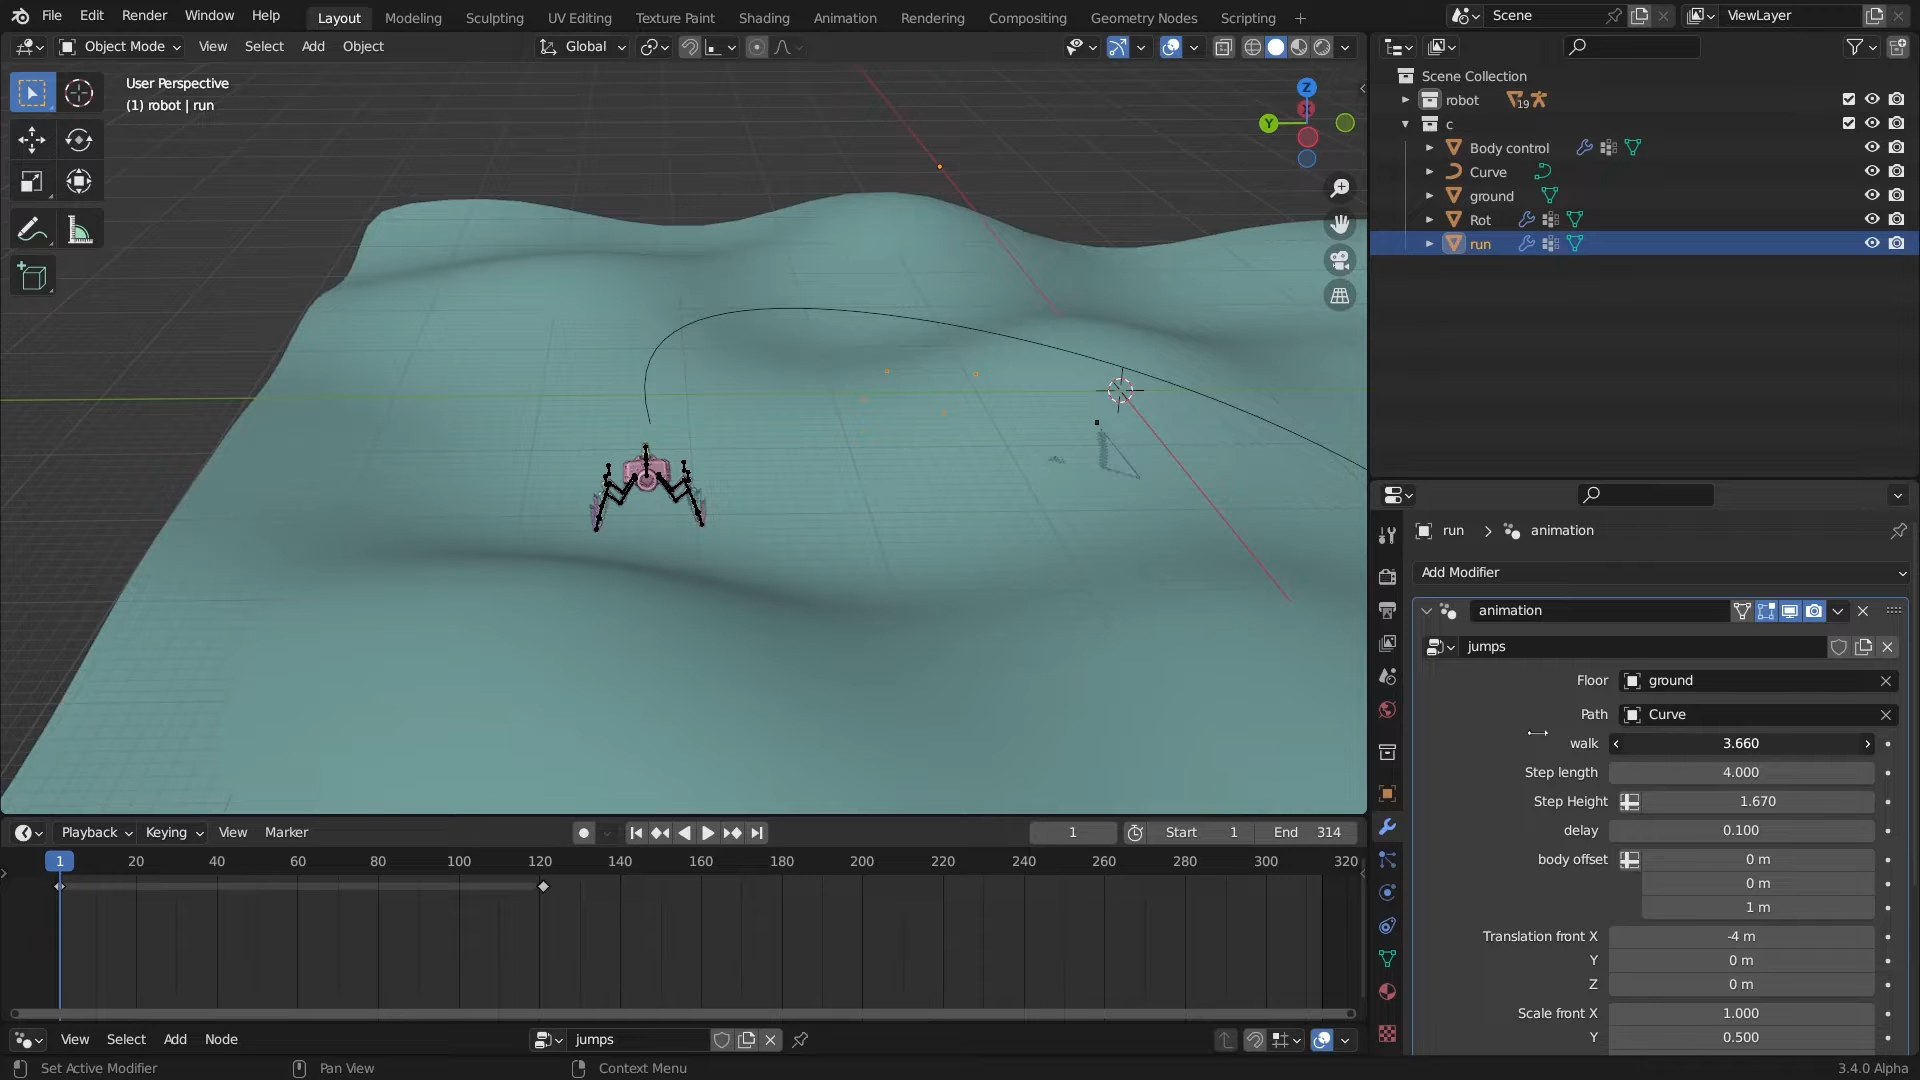 File Edit Render Window Help Layout Modeling Sculpting UV Editing Texture Paint Shading Animation Rendering Compositing Geometry Nodes Scripting Scene ViewLayer
Object Mode View Select Add Object Global
User Perspective
(1) robot | run
Z
X
Y
Scene Collection
robot 19
c
Body control
Curve
ground
Rot
run
run animation
Add Modifier
animation
jumps
Floor ground
Path Curve
walk 3.660
Step length 4.000
Step Height 1.670
delay 0.100
body offset 0 m
0 m
1 m
Translation front X -4 m
Y 0 m
Z 0 m
Scale front X 1.000
Y 0.500
Playback Keying View Marker 1 Start 1 End 314
1 20 40 60 80 100 120 140 160 180 200 220 240 260 280 300 320
View Select Add Node jumps
Set Active Modifier Pan View Context Menu 3.4.0 Alpha